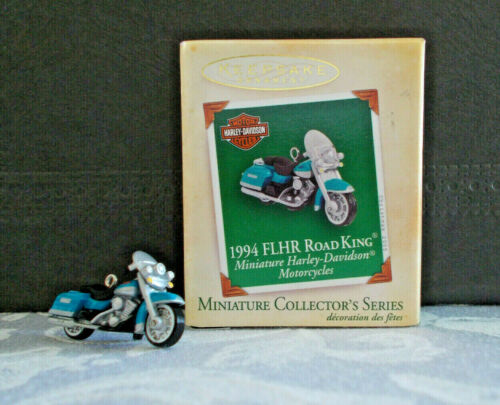 KEEPSAKE
ORNAMENT
MOTOR
HARLEY-DAVIDSON
CYCLES
1994 FLHR ROAD KING®
Miniature Harley-Davidson®
Motorcycles
MINIATURE COLLECTOR'S SERIES
décoration des fêtes